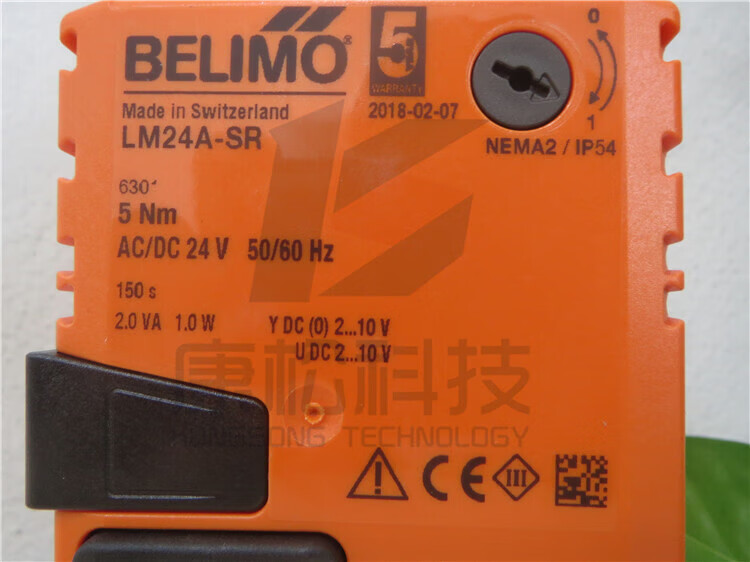 BELIMO®
5
WARRANTY
2018-02-07
Made in Switzerland
LM24A-SR
0
1
NEMA2 / IP54
5 Nm
AC/DC 24 V 50/60 Hz
150 s
2.0 VA 1.0 W Y DC (0) 2...10 V
U DC 2...10 V
康松科技
TECHNOLOGY
CE III